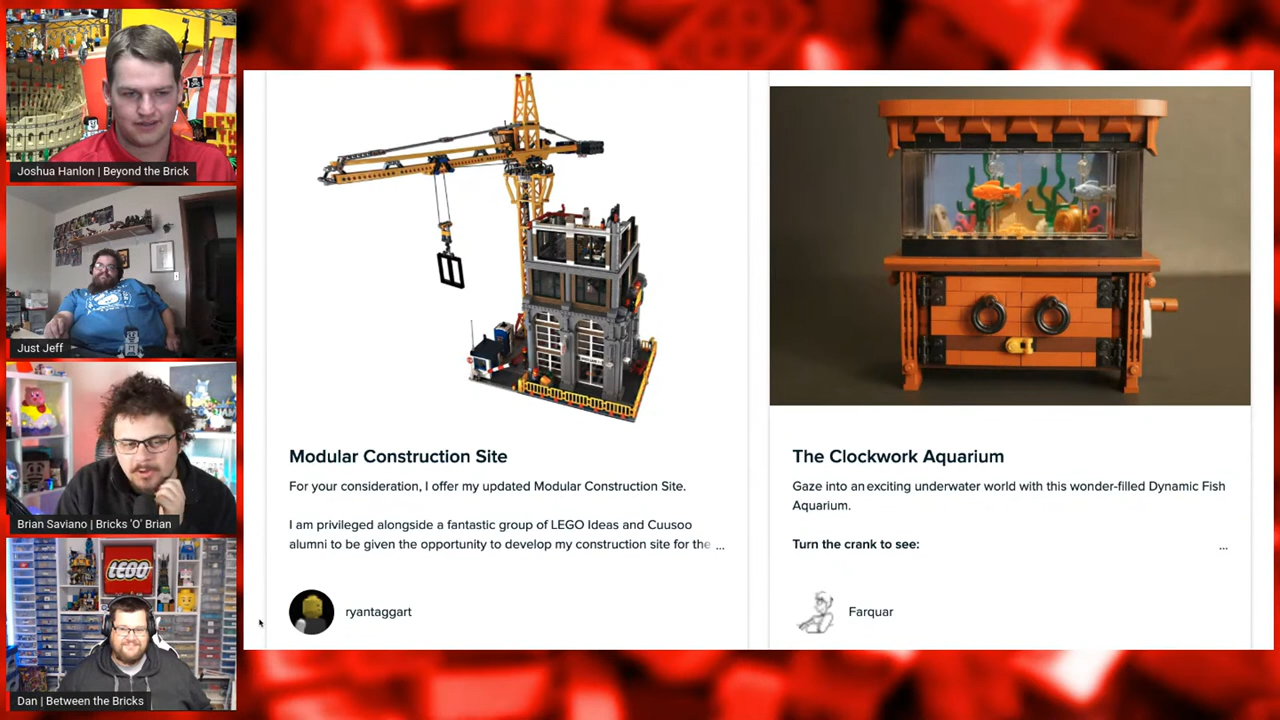 Joshua Hanlon | Beyond the Brick
Just Jeff
Brian Saviano | Bricks 'O' Brian
LEGO
Dan | Between the Bricks
Modular Construction Site
For your consideration, I offer my updated Modular Construction Site.
I am privileged alongside a fantastic group of LEGO Ideas and Cuusoo
alumni to be given the opportunity to develop my construction site for the ...
ryantaggart
The Clockwork Aquarium
Gaze into an exciting underwater world with this wonder-filled Dynamic Fish
Aquarium.
Turn the crank to see: ...
Farquar